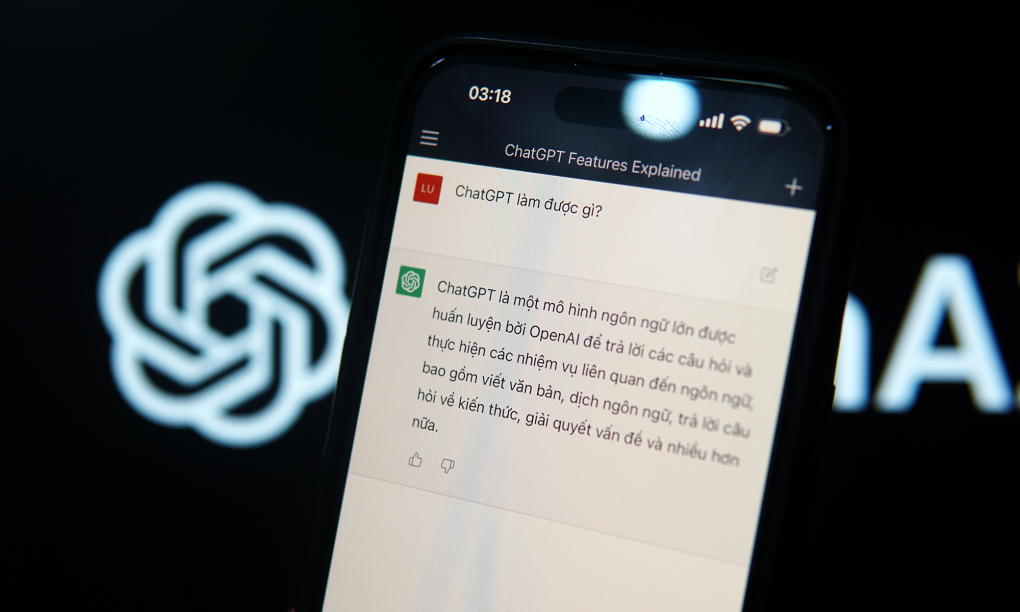 03:18
ChatGPT Features Explained
LU
ChatGPT làm được gì?
ChatGPT là một mô hình ngôn ngữ lớn được
huấn luyện bởi OpenAI để trả lời các câu hỏi và
thực hiện các nhiệm vụ liên quan đến ngôn ngữ,
bao gồm viết văn bản, dịch ngôn ngữ, trả lời câu
hỏi về kiến thức, giải quyết vấn đề và nhiều hơn
nữa.
nA